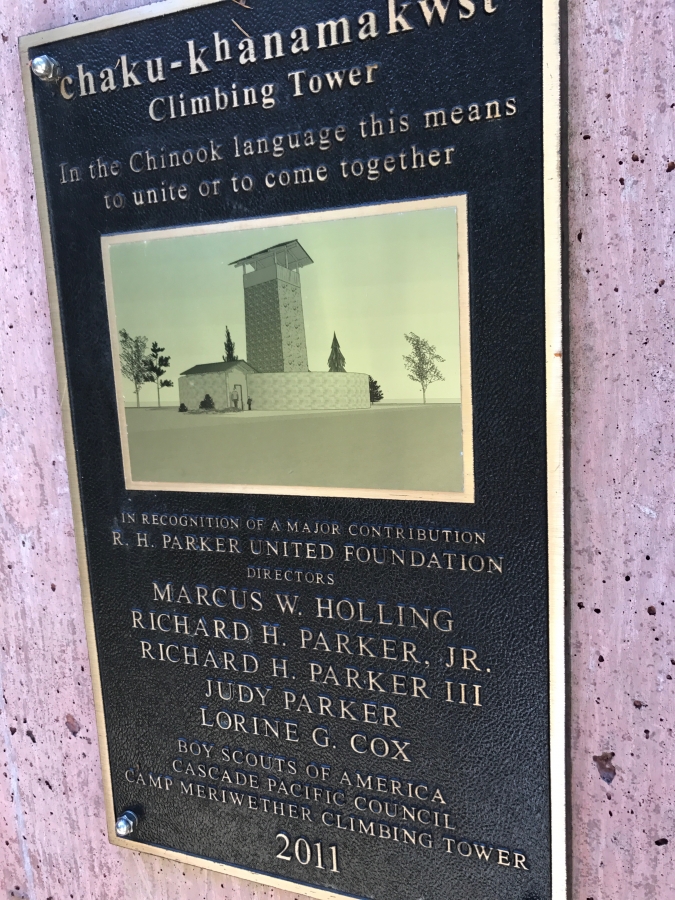 cha'ku-khanamakwst
Climbing Tower
In the Chinook language this means
to unite or to come together
IN RECOGNITION OF A MAJOR CONTRIBUTION
R. H. PARKER UNITED FOUNDATION
DIRECTORS
MARCUS W. HOLLING
RICHARD H. PARKER, JR.
RICHARD H. PARKER III
JUDY PARKER
LORINE G. COX
BOY SCOUTS OF AMERICA
CASCADE PACIFIC COUNCIL
CAMP MERIWETHER CLIMBING TOWER
2011